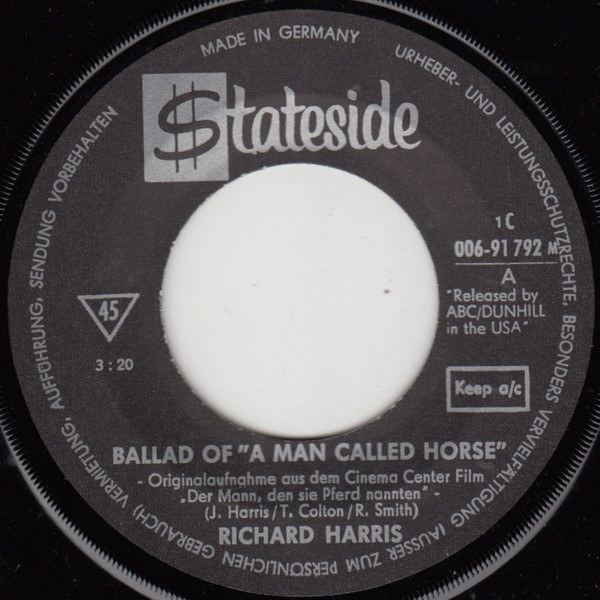 MADE IN GERMANY
URHEBER- UND LEISTUNGSSCHUTZRECHTE, BESONDERS VERVIELFÄLTIGUNG (AUSSER ZUM PERSÖNLICHEN GEBRAUCH) VERMIETUNG, AUFFÜHRUNG, SENDUNG VORBEHALTEN
$tateside
1C
006-91 792 M
A
"Released by
ABC/DUNHILL
in the USA"
45
3:20
Keep a/c
BALLAD OF "A MAN CALLED HORSE"
- Originalaufnahme aus dem Cinema Center Film
„Der Mann, den sie Pferd nannten" -
(J. Harris/T. Colton/R. Smith)
RICHARD HARRIS